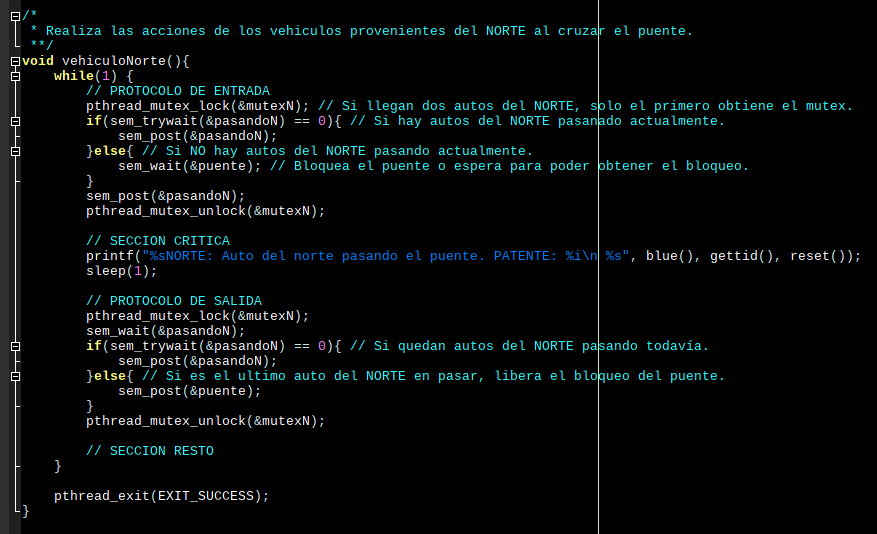 /*
 * Realiza las acciones de los vehiculos provenientes del NORTE al cruzar el puente.
 **/
void vehiculoNorte(){
    while(1) {
        // PROTOCOLO DE ENTRADA
        pthread_mutex_lock(&mutexN); // Si llegan dos autos del NORTE, solo el primero obtiene el mutex.
        if(sem_trywait(&pasandoN) == 0){ // Si hay autos del NORTE pasando actualmente.
            sem_post(&pasandoN);
        }else{ // Si NO hay autos del NORTE pasando actualmente.
            sem_wait(&puente); // Bloquea el puente o espera para poder obtener el bloqueo.
        }
        sem_post(&pasandoN);
        pthread_mutex_unlock(&mutexN);

        // SECCION CRITICA
        printf("%sNORTE: Auto del norte pasando el puente. PATENTE: %i\n %s", blue(), gettid(), reset());
        sleep(1);

        // PROTOCOLO DE SALIDA
        pthread_mutex_lock(&mutexN);
        sem_wait(&pasandoN);
        if(sem_trywait(&pasandoN) == 0){ // Si quedan autos del NORTE pasando todavía.
            sem_post(&pasandoN);
        }else{ // Si es el ultimo auto del NORTE en pasar, libera el bloqueo del puente.
            sem_post(&puente);
        }
        pthread_mutex_unlock(&mutexN);

        // SECCION RESTO
    }

    pthread_exit(EXIT_SUCCESS);
}